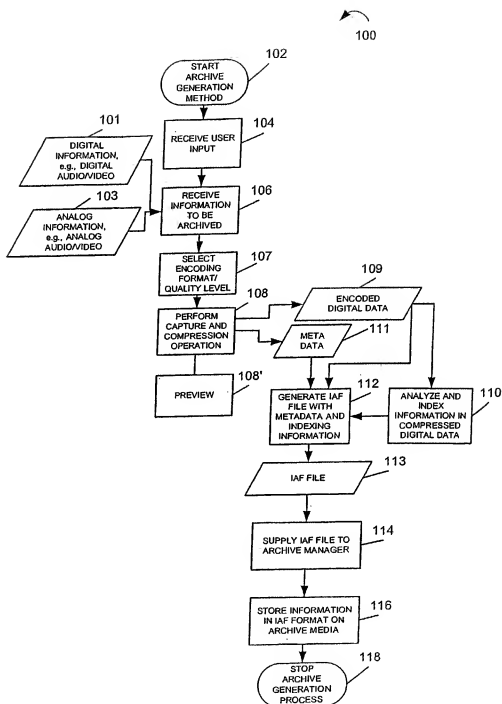 100
102
START
ARCHIVE
GENERATION
METHOD
101
104
DIGITAL
INFORMATION,
e.g., DIGITAL
AUDIO/VIDEO
RECEIVE USER
INPUT
103
106
ANALOG
INFORMATION,
e.g., ANALOG
AUDIO/VIDEO
RECEIVE
INFORMATION
TO BE
ARCHIVED
107
SELECT
ENCODING
FORMAT/
QUALITY LEVEL
109
108
ENCODED
DIGITAL DATA
PERFORM
CAPTURE AND
COMPRESSION
OPERATION
111
META
DATA
108'
PREVIEW
112
GENERATE IAF
FILE WITH
METADATA AND
INDEXING
INFORMATION
110
ANALYZE AND
INDEX
INFORMATION IN
COMPRESSED
DIGITAL DATA
113
IAF FILE
114
SUPPLY IAF FILE TO
ARCHIVE MANAGER
116
STORE INFORMATION
IN IAF FORMAT ON
ARCHIVE MEDIA
118
STOP
ARCHIVE
GENERATION
PROCESS